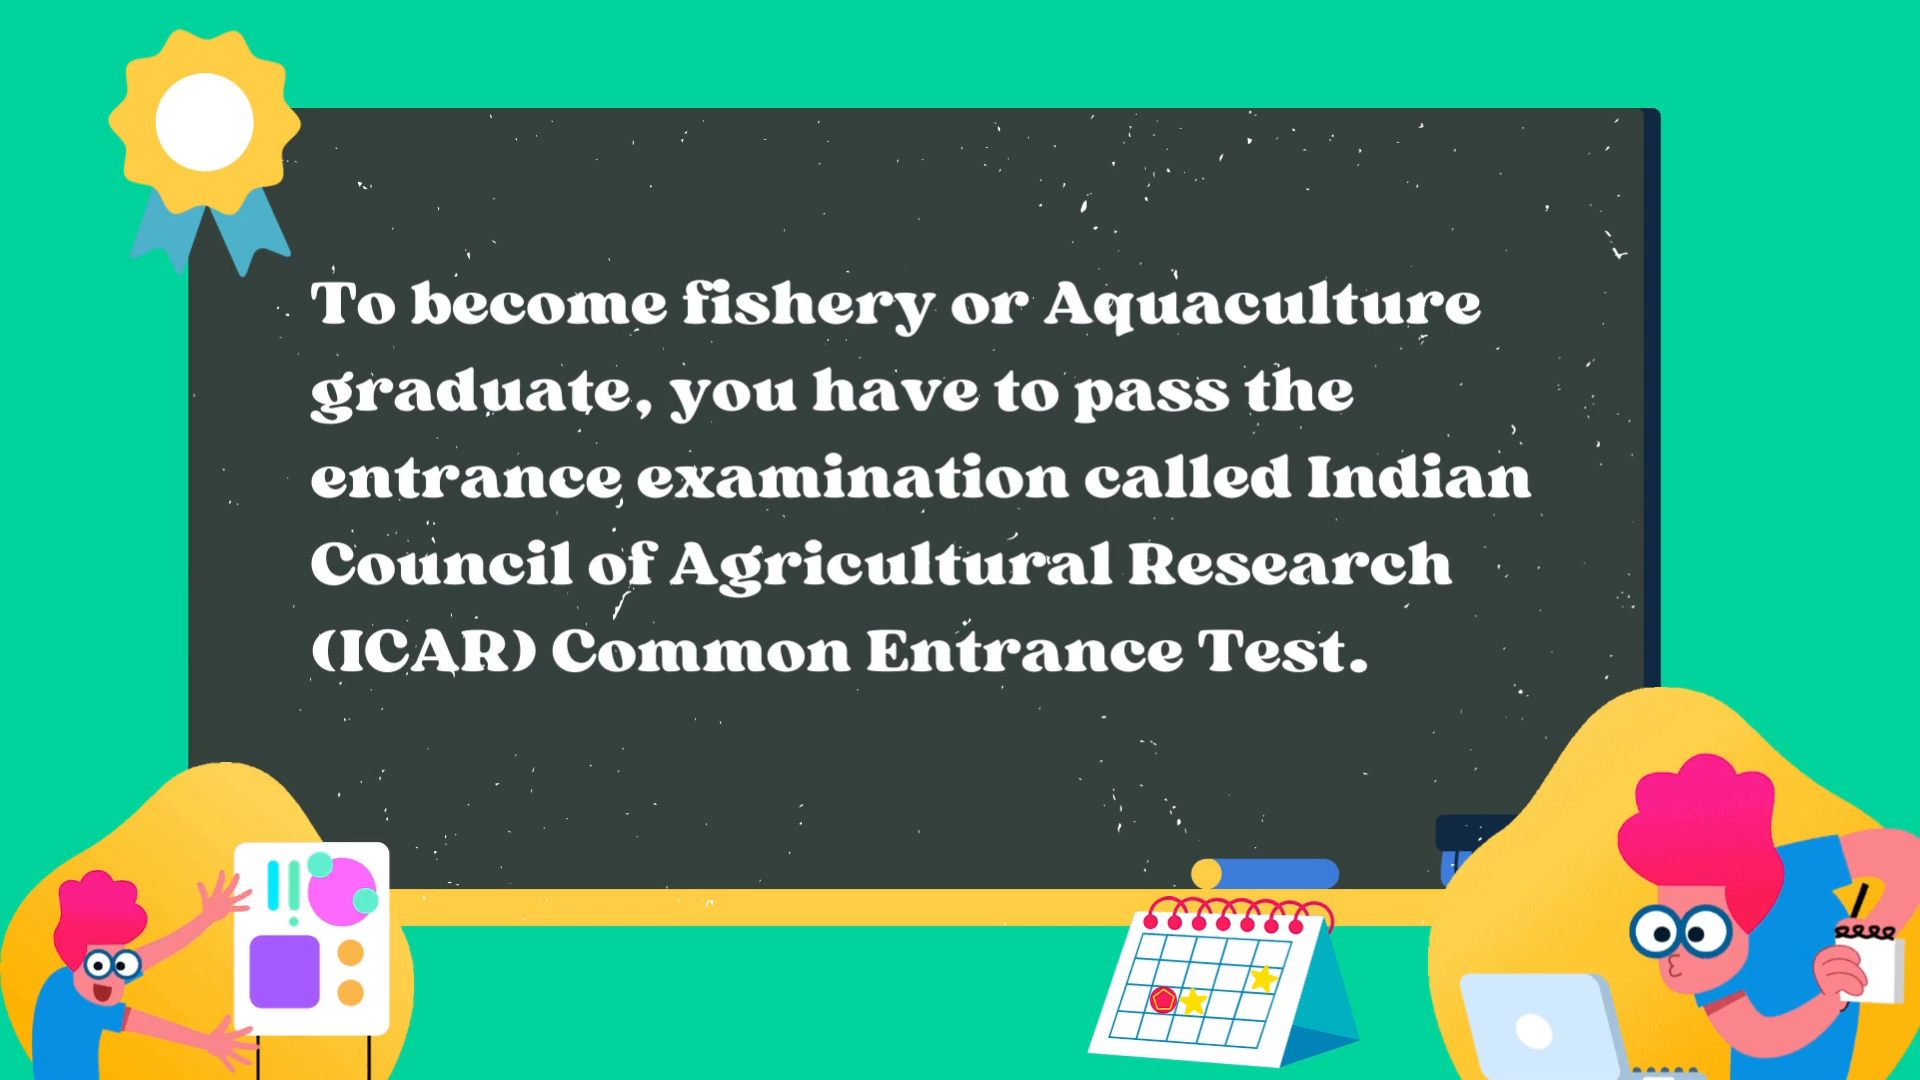 To become fishery or Aquaculture
graduate, you have to pass the
entrance examination called Indian
Council of Agricultural Research
(ICAR) Common Entrance Test.